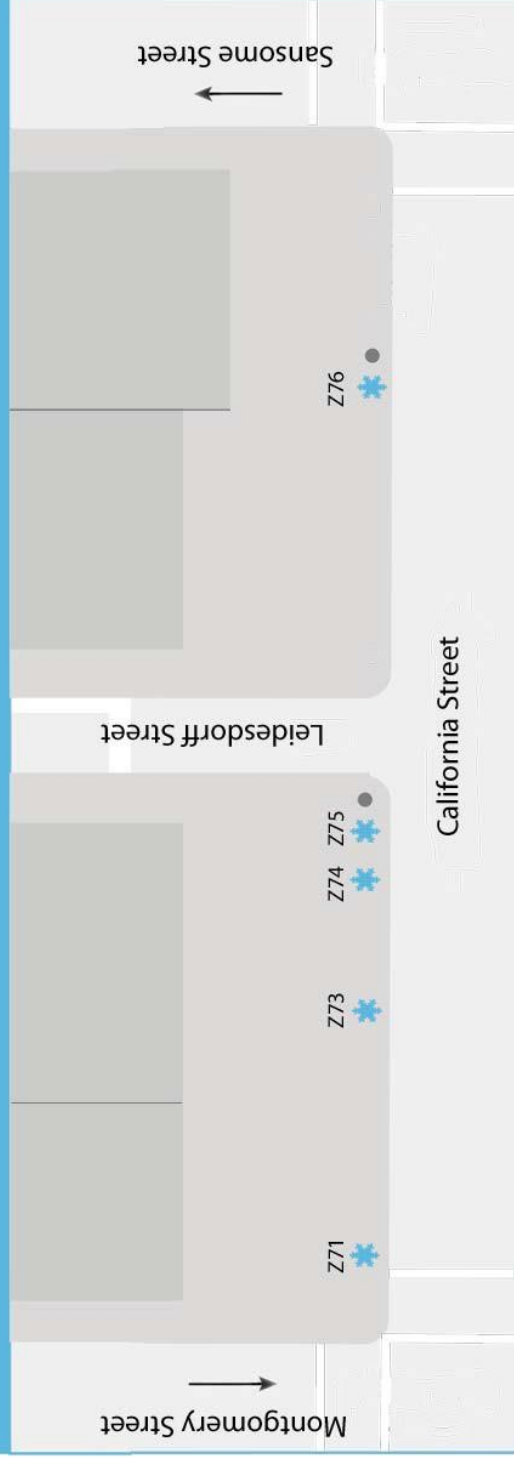 Sansome Street
Z76
Leidesdorff Street
California Street
Z75
Z74
Z73
Z71
Montgomery Street